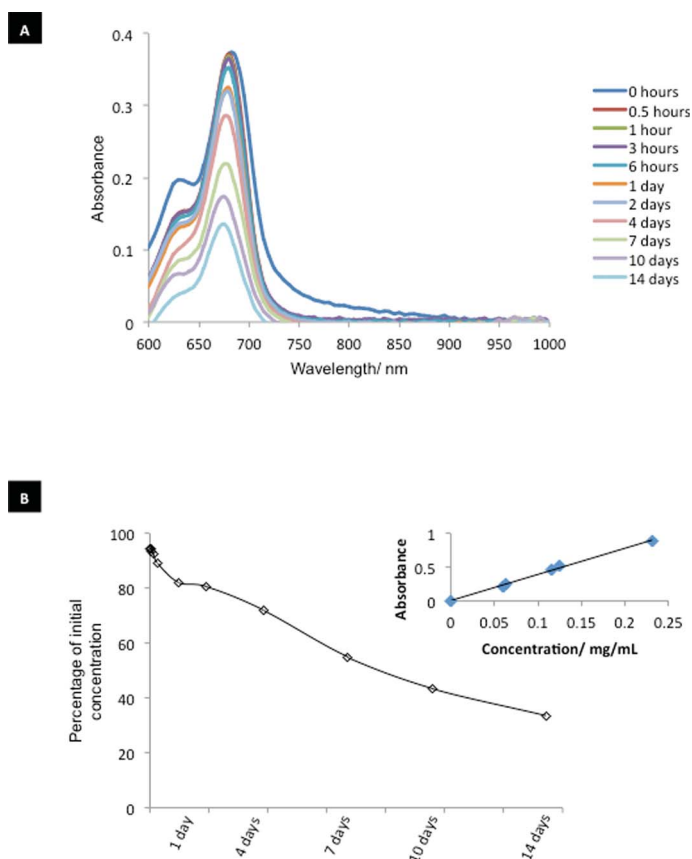 A
0.4
0.3
0.2
0.1
0
Absorbance
600 650 700 750 800 850 900 950 1000
Wavelength/ nm
0 hours
0.5 hours
1 hour
3 hours
6 hours
1 day
2 days
4 days
7 days
10 days
14 days
B
100
80
60
40
20
0
Percentage of initial
concentration
1 day
4 days
7 days
10 days
14 days
1
0.5
0
Absorbance
0 0.05 0.1 0.15 0.2 0.25
Concentration/ mg/mL